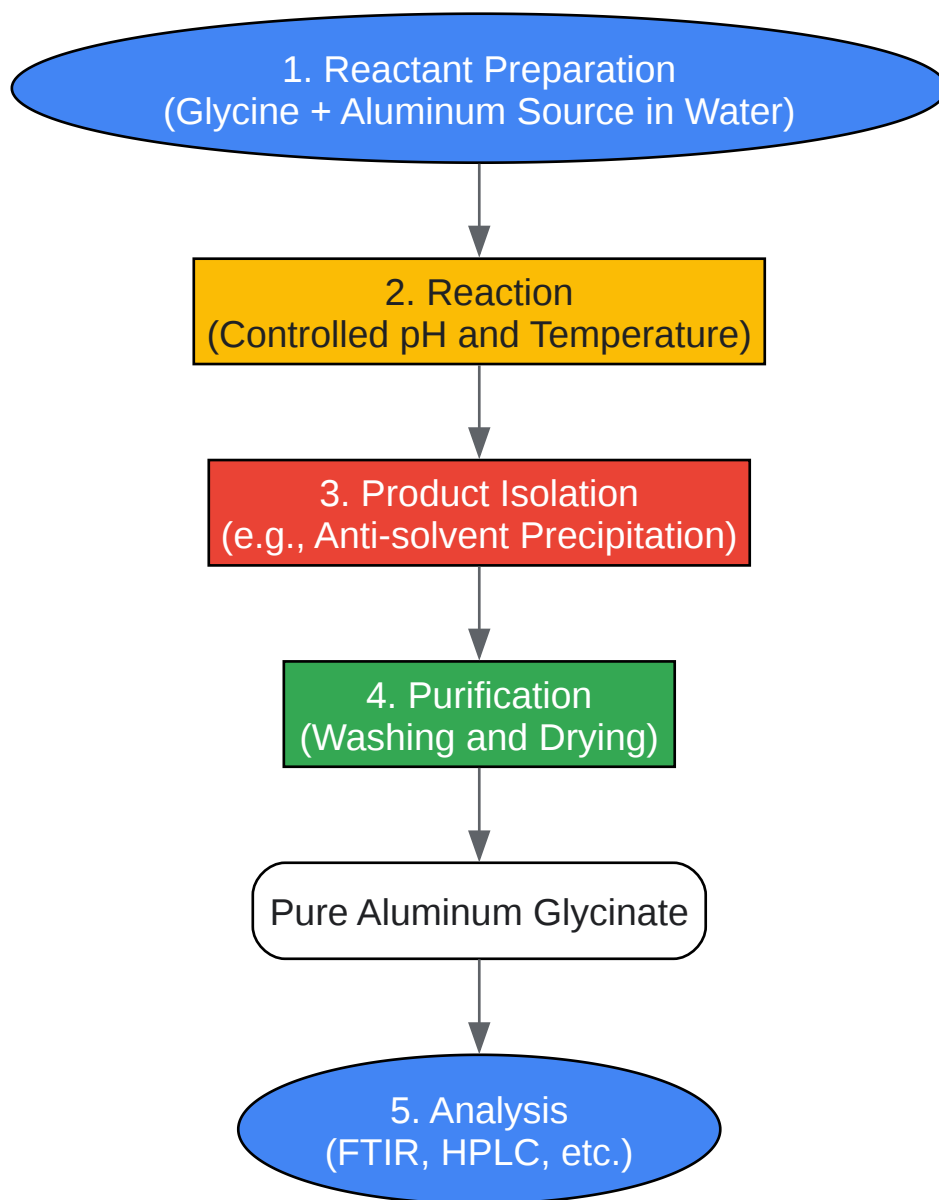 1. Reactant Preparation
(Glycine + Aluminum Source in Water)
2. Reaction
(Controlled pH and Temperature)
3. Product Isolation
(e.g., Anti-solvent Precipitation)
4. Purification
(Washing and Drying)
Pure Aluminum Glycinate
5. Analysis
(FTIR, HPLC, etc.)